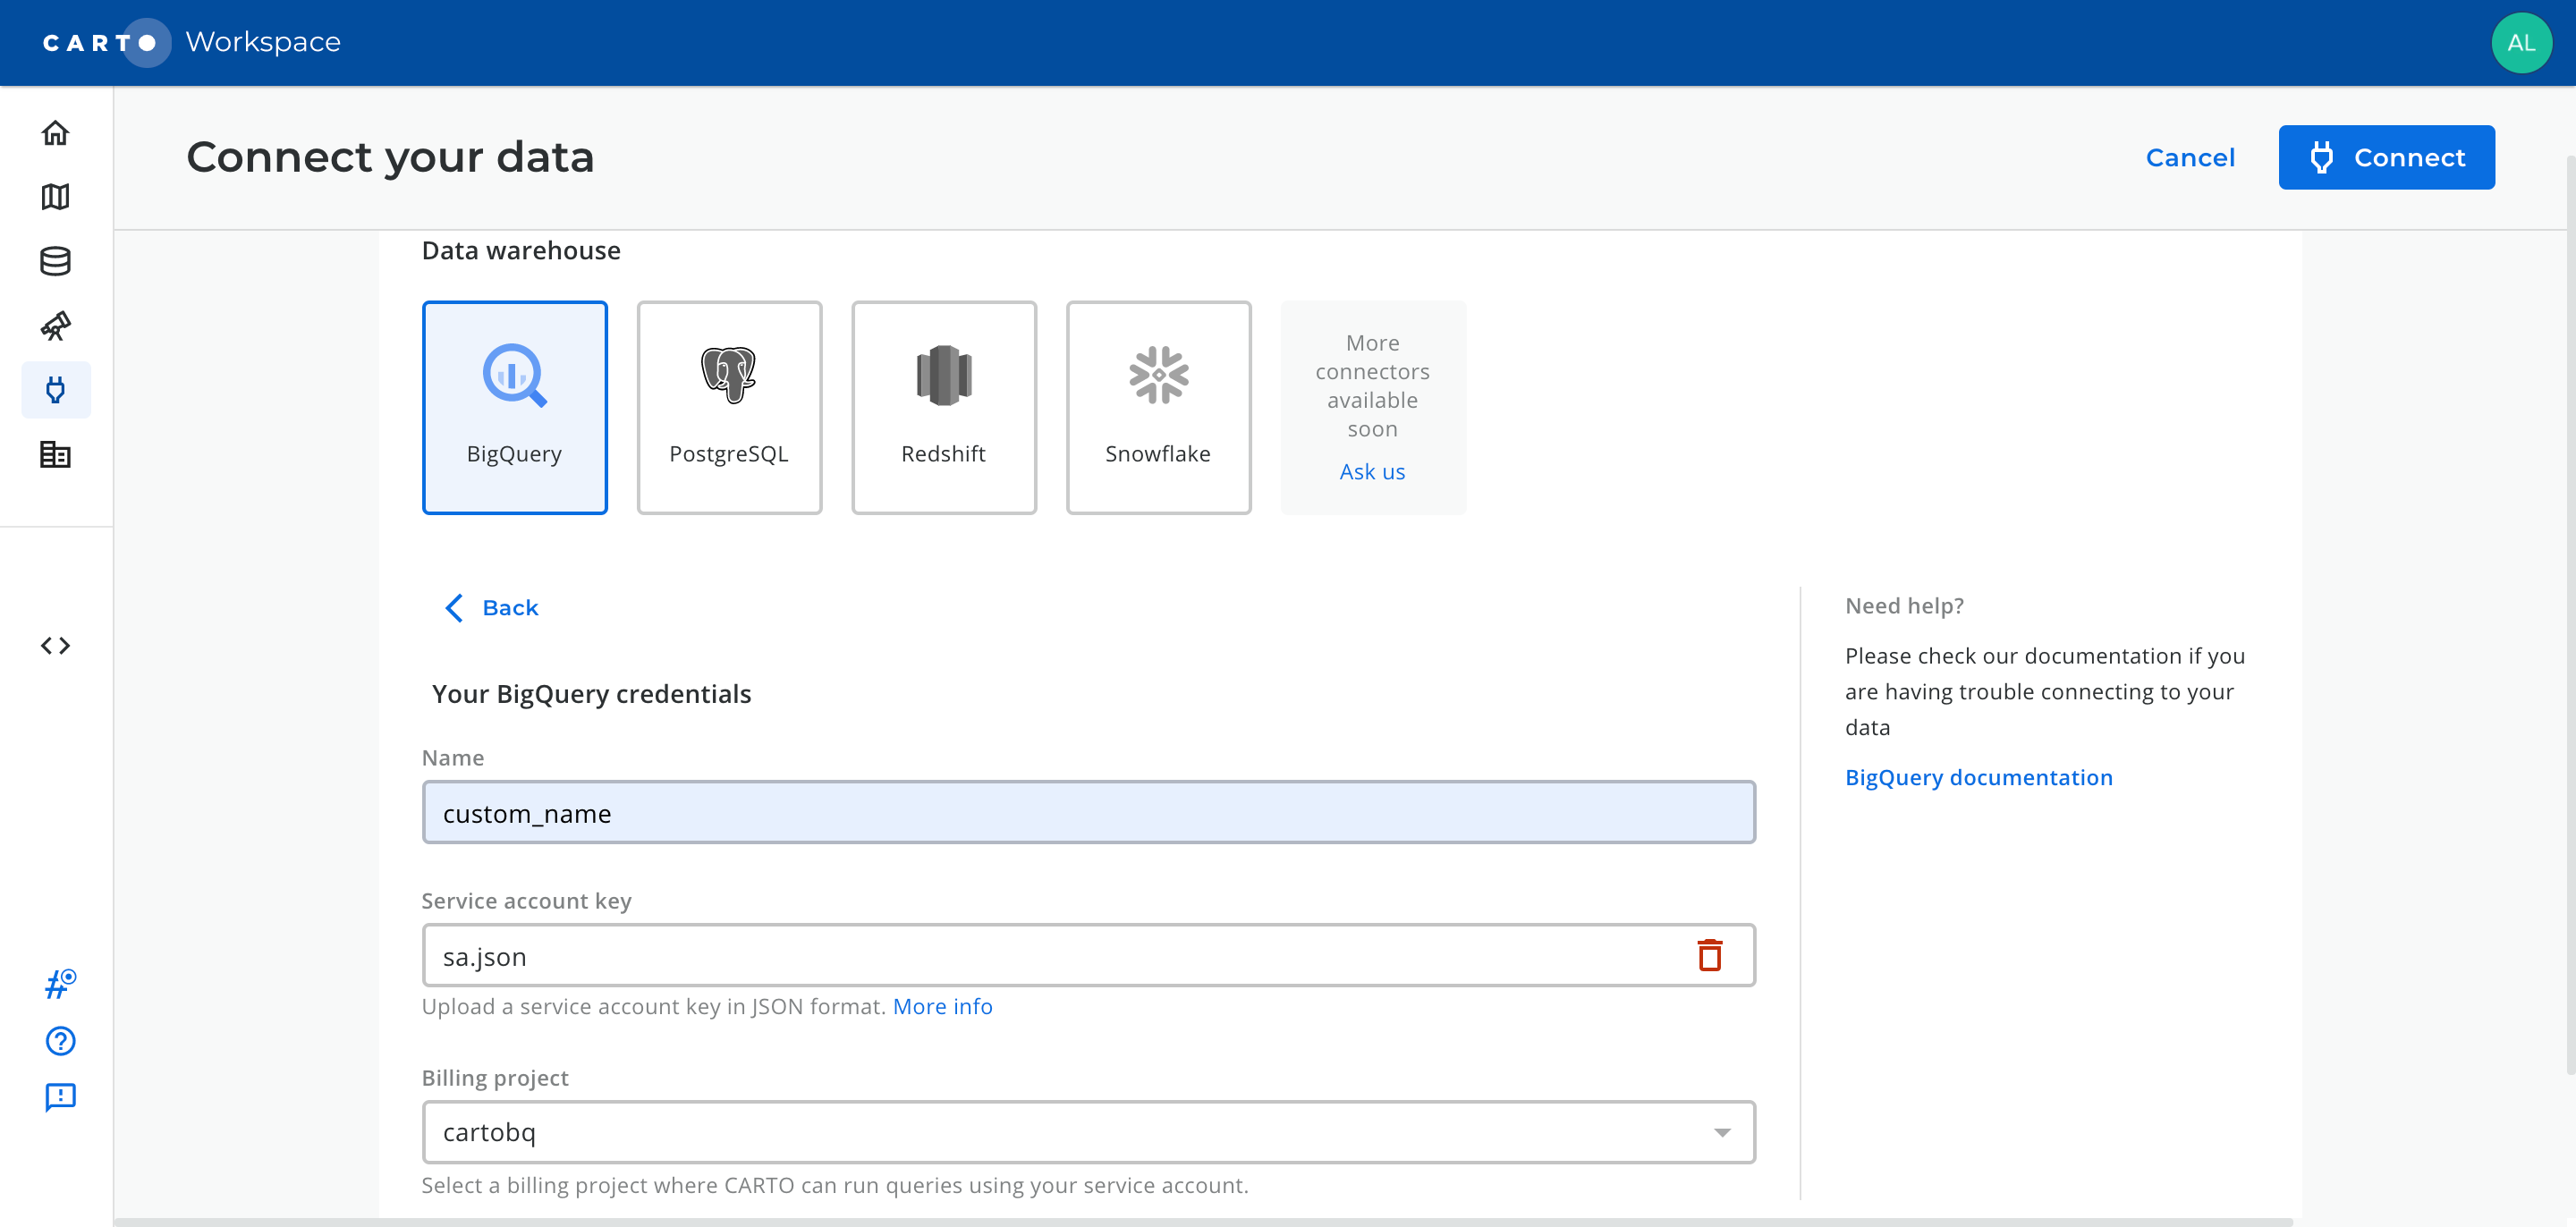 CARTO Workspace
AL
Connect your data
Cancel
Connect
Data warehouse
BigQuery
PostgreSQL
Redshift
Snowflake
More
connectors
available
soon
Ask us
Back
Your BigQuery credentials
Name
custom_name
Service account key
sa.json
Upload a service account key in JSON format. More info
Billing project
cartobq
Select a billing project where CARTO can run queries using your service account.
Need help?
Please check our documentation if you
are having trouble connecting to your
data
BigQuery documentation